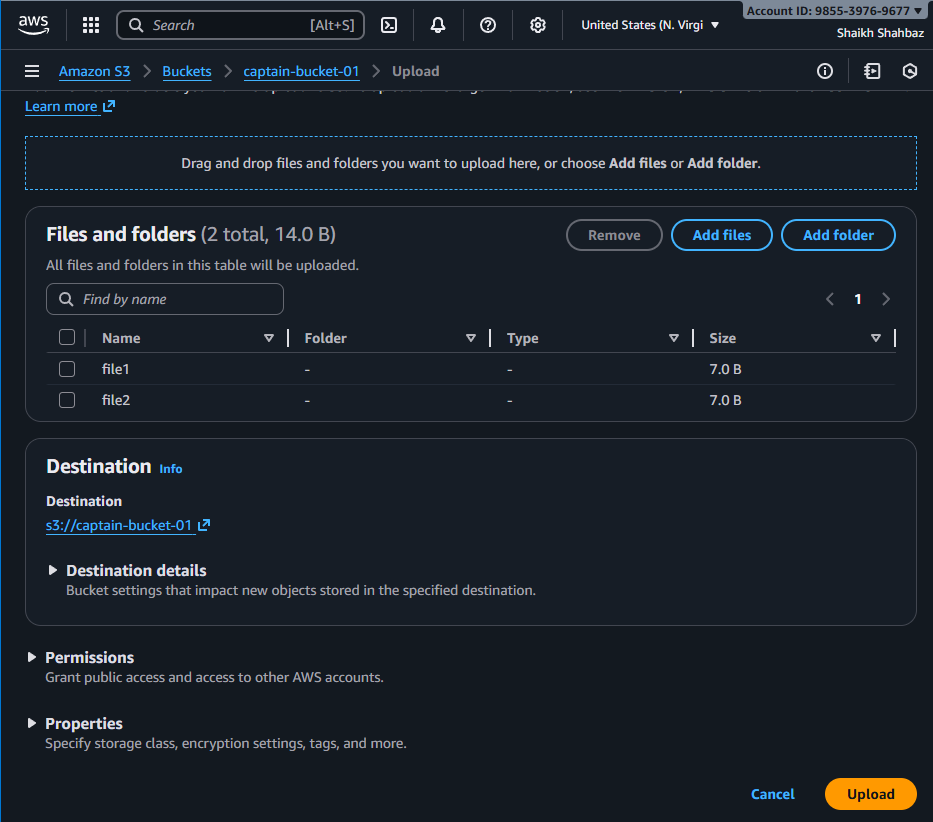 aws
Search [Alt+S]
United States (N. Virgi
Account ID: 9855-3976-9677
Shaikh Shahbaz
Amazon S3 > Buckets > captain-bucket-01 > Upload
Learn more
Drag and drop files and folders you want to upload here, or choose Add files or Add folder.
Files and folders (2 total, 14.0 B)
Remove
Add files
Add folder
All files and folders in this table will be uploaded.
Find by name
1
Name Folder Type Size
file1 - - 7.0 B
file2 - - 7.0 B
Destination Info
Destination
s3://captain-bucket-01
Destination details
Bucket settings that impact new objects stored in the specified destination.
Permissions
Grant public access and access to other AWS accounts.
Properties
Specify storage class, encryption settings, tags, and more.
Cancel
Upload